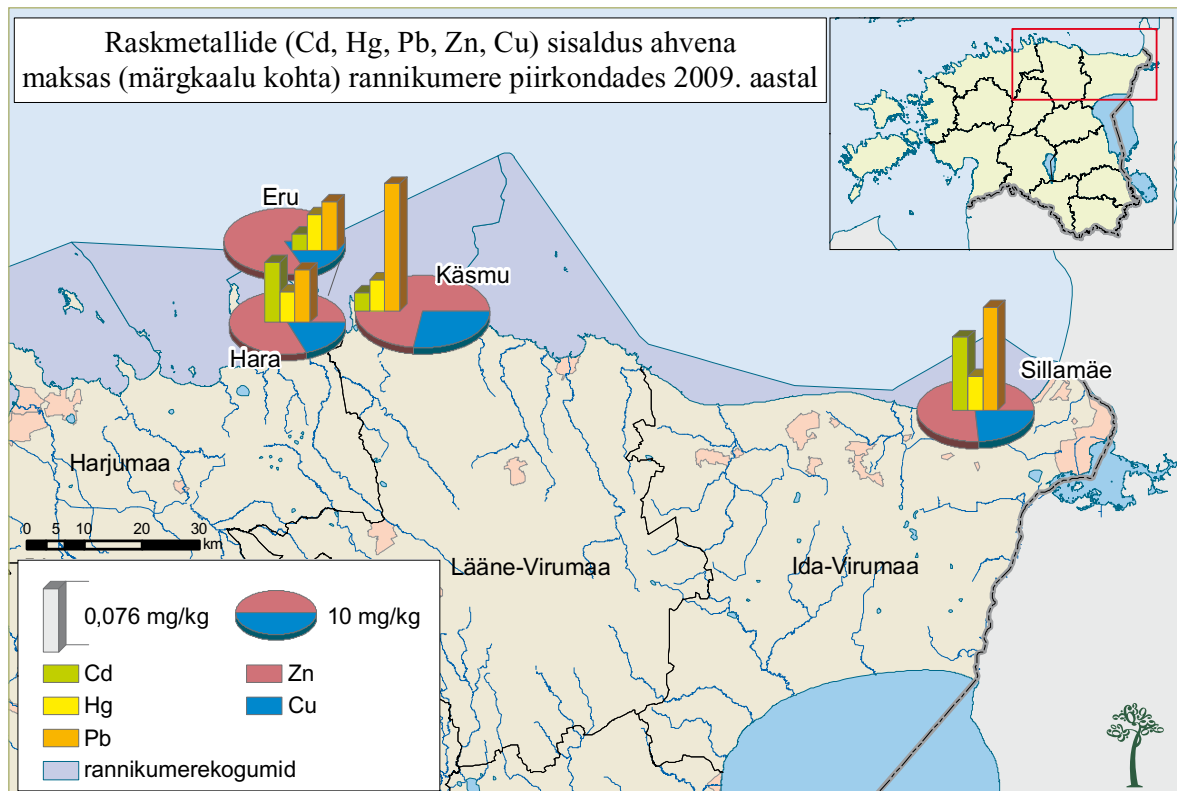 Raskmetallide (Cd, Hg, Pb, Zn, Cu) sisaldus ahvena
maksas (märgkaalu kohta) rannikumere piirkondades 2009. aastal
Eru
Käsmu
Hara
Sillamäe
Harjumaa
Lääne-Virumaa
Ida-Virumaa
0 5 10 20 30
km
0,076 mg/kg
10 mg/kg
Cd
Zn
Hg
Cu
Pb
rannikumerekogumid